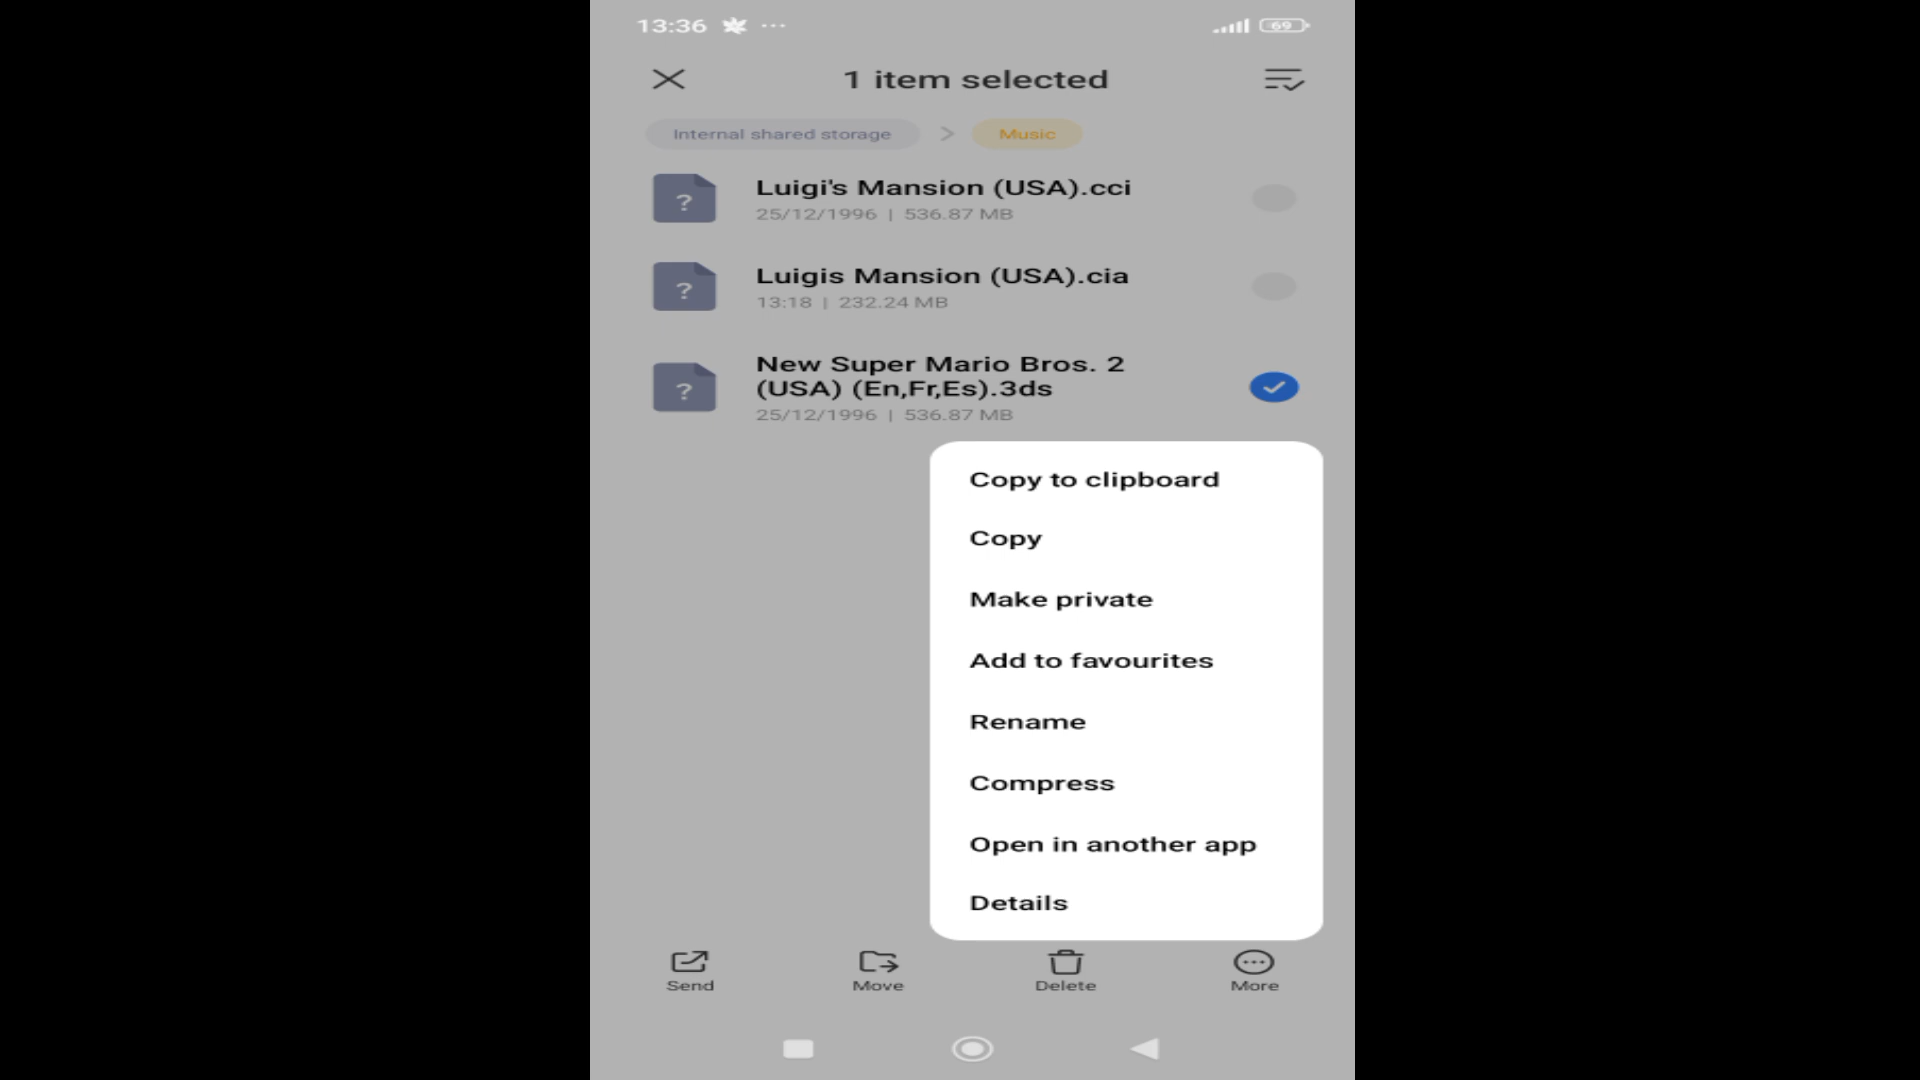 13:36
69
1 item selected
Internal shared storage > Music
Luigi's Mansion (USA).cci
25/12/1996 | 536.87 MB
Luigis Mansion (USA).cia
13:18 | 232.24 MB
New Super Mario Bros. 2
(USA) (En,Fr,Es).3ds
25/12/1996 | 536.87 MB
Copy to clipboard
Copy
Make private
Add to favourites
Rename
Compress
Open in another app
Details
Send
Move
Delete
More